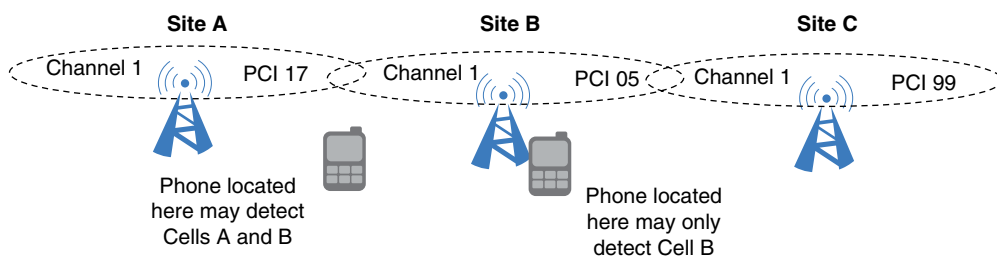 Site A
Site B
Site C
Channel 1
PCI 17
Channel 1
PCI 05
Channel 1
PCI 99
Phone located
here may detect
Cells A and B
Phone located
here may only
detect Cell B